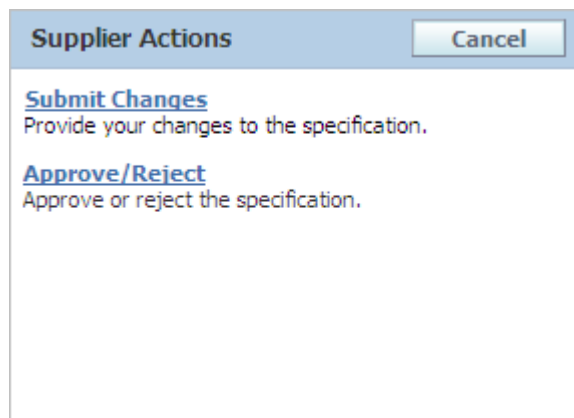 Supplier Actions Cancel
Submit Changes
Provide your changes to the specification.
Approve/Reject
Approve or reject the specification.